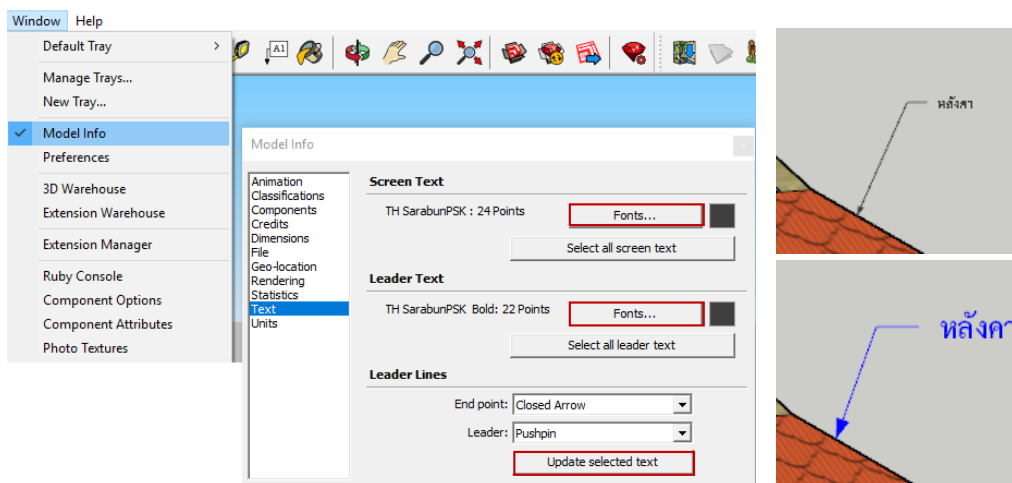 Window Help
Default Tray
Manage Trays...
New Tray...
Model Info
Preferences
3D Warehouse
Extension Warehouse
Extension Manager
Ruby Console
Component Options
Component Attributes
Photo Textures
A1
Model Info
Animation
Classifications
Components
Credits
Dimensions
File
Geo-location
Rendering
Statistics
Text
Units
Screen Text
TH SarabunPSK : 24 Points
Fonts...
Select all screen text
Leader Text
TH SarabunPSK Bold: 22 Points
Fonts...
Select all leader text
Leader Lines
End point: Closed Arrow
Leader: Pushpin
Update selected text
หลังคา
หลังคา